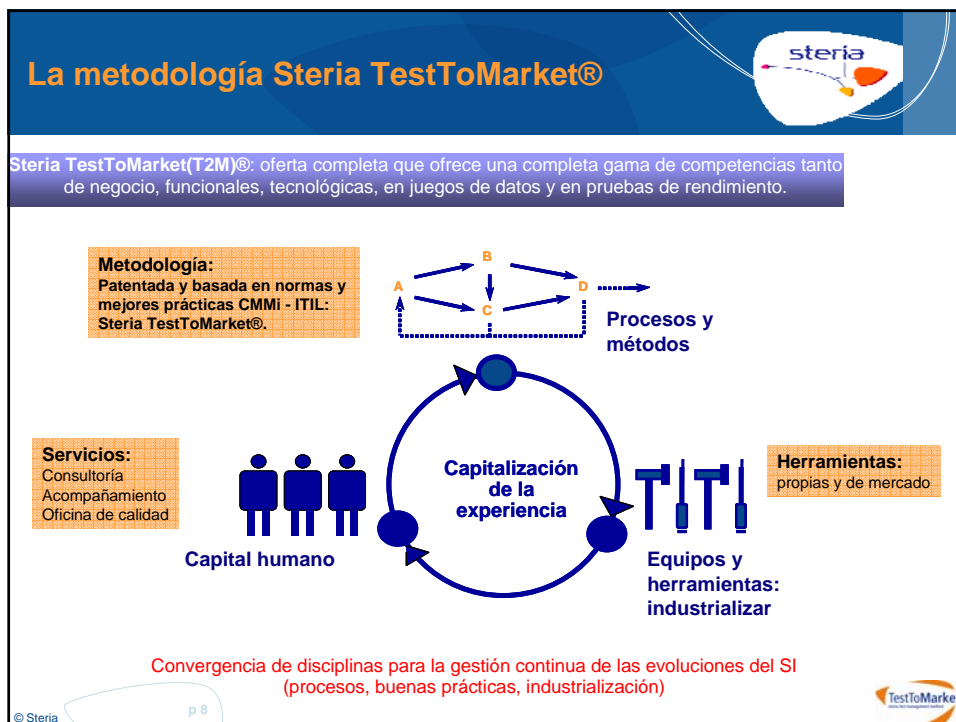 La metodología Steria TestToMarket®
steria
Steria TestToMarket(T2M)®: oferta completa que ofrece una completa gama de competencias tanto
de negocio, funcionales, tecnológicas, en juegos de datos y en pruebas de rendimiento.
Metodología:
Patentada y basada en normas y
mejores prácticas CMMi - ITIL:
Steria TestToMarket®.
B
A
D
C
Procesos y
métodos
Servicios:
Consultoría
Acompañamiento
Oficina de calidad
Capitalización
de la
experiencia
Herramientas:
propias y de mercado
Capital humano
Equipos y
herramientas:
industrializar
Convergencia de disciplinas para la gestión continua de las evoluciones del SI
(procesos, buenas prácticas, industrialización)
© Steria
p 8
TestToMarke